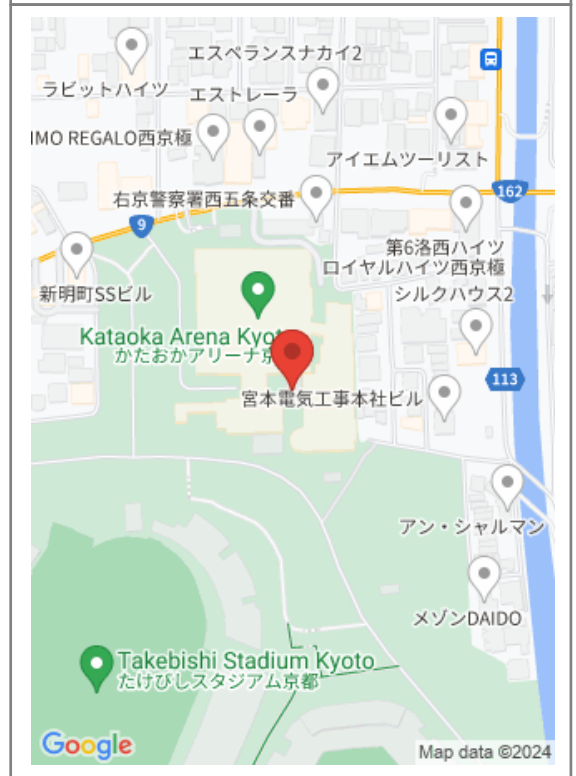 エスペランスナカイ2
ラビットハイツ
エストレーラ
IMO REGALO西京極
アイエムツーリスト
右京警察署西五条交番
162
9
第6洛西ハイツ
ロイヤルハイツ西京極
新明町SSビル
シルクハウス2
Kataoka Arena Kyo
かたおかアリーナ京
113
宮本電気工事本社ビル
アン・シャルマン
メゾンDAIDO
Takebishi Stadium Kyoto
たけびしスタジアム京都
Google
Map data ©2024